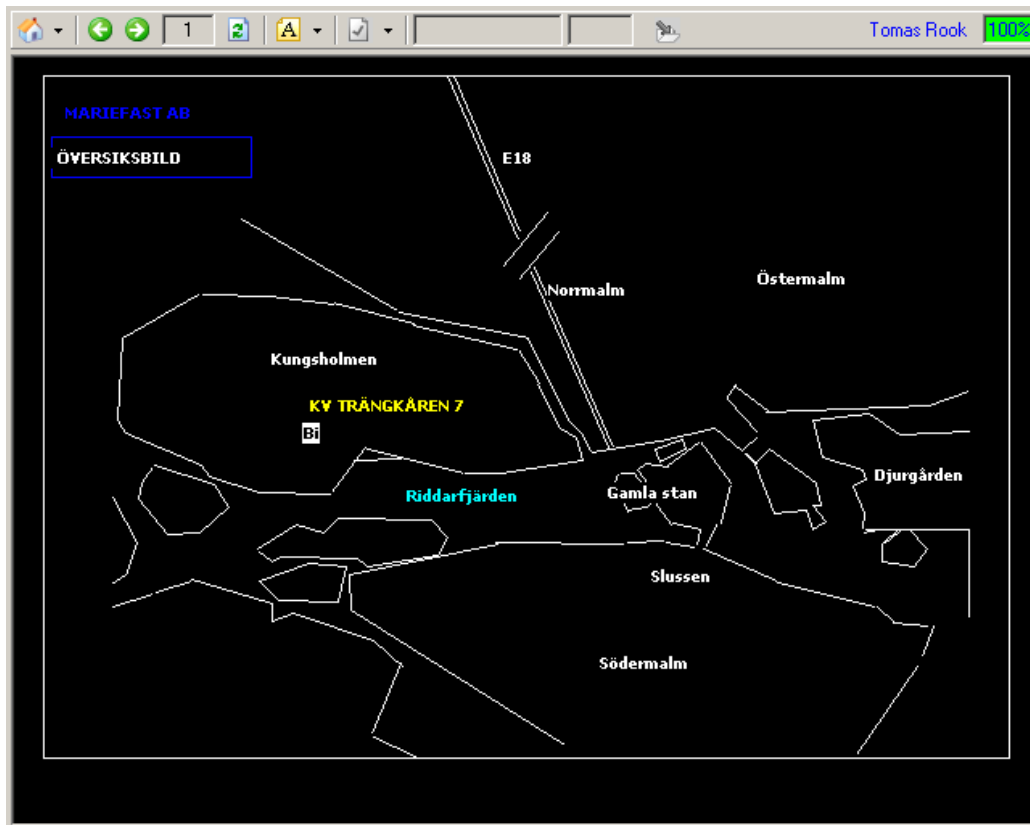 1
A
Tomas Rook
100%
MARIEFAST AB
ÖVERSIKSBILD
E18
Östermalm
Norrmalm
Kungsholmen
KV TRÄNGKÅREN 7
Bi
Djurgården
Riddarfjärden
Gamla stan
Slussen
Södermalm